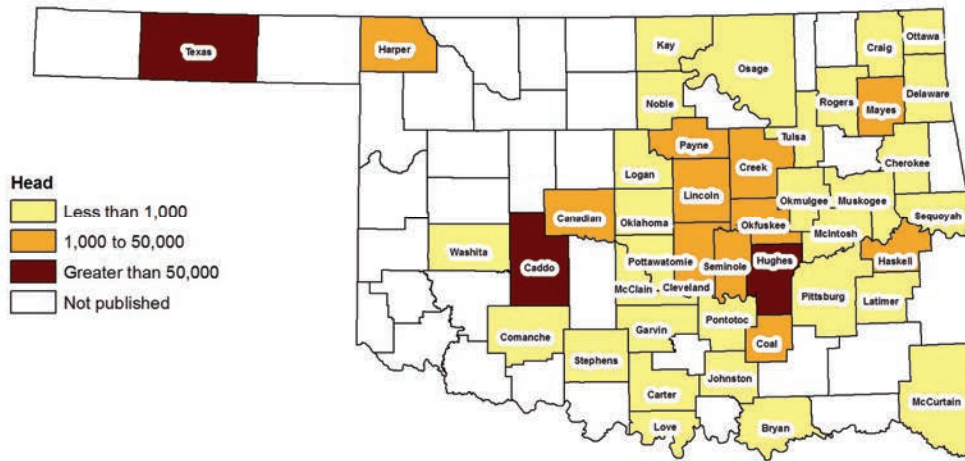 Texas
Harper
Kay
Osage
Craig
Ottawa
Noble
Rogers
Mayes
Delaware
Payne
Tulsa
Creek
Cherokee
Logan
Lincoln
Okmulgee
Muskogee
Canadian
Oklahoma
Okfuskee
McIntosh
Sequoyah
Washita
Caddo
Pottawatomie
Seminole
Hughes
Haskell
McClain
Cleveland
Pittsburg
Latimer
Comanche
Garvin
Pontotoc
Coal
Stephens
Johnston
Carter
McCurtain
Love
Bryan
Head
Less than 1,000
1,000 to 50,000
Greater than 50,000
Not published